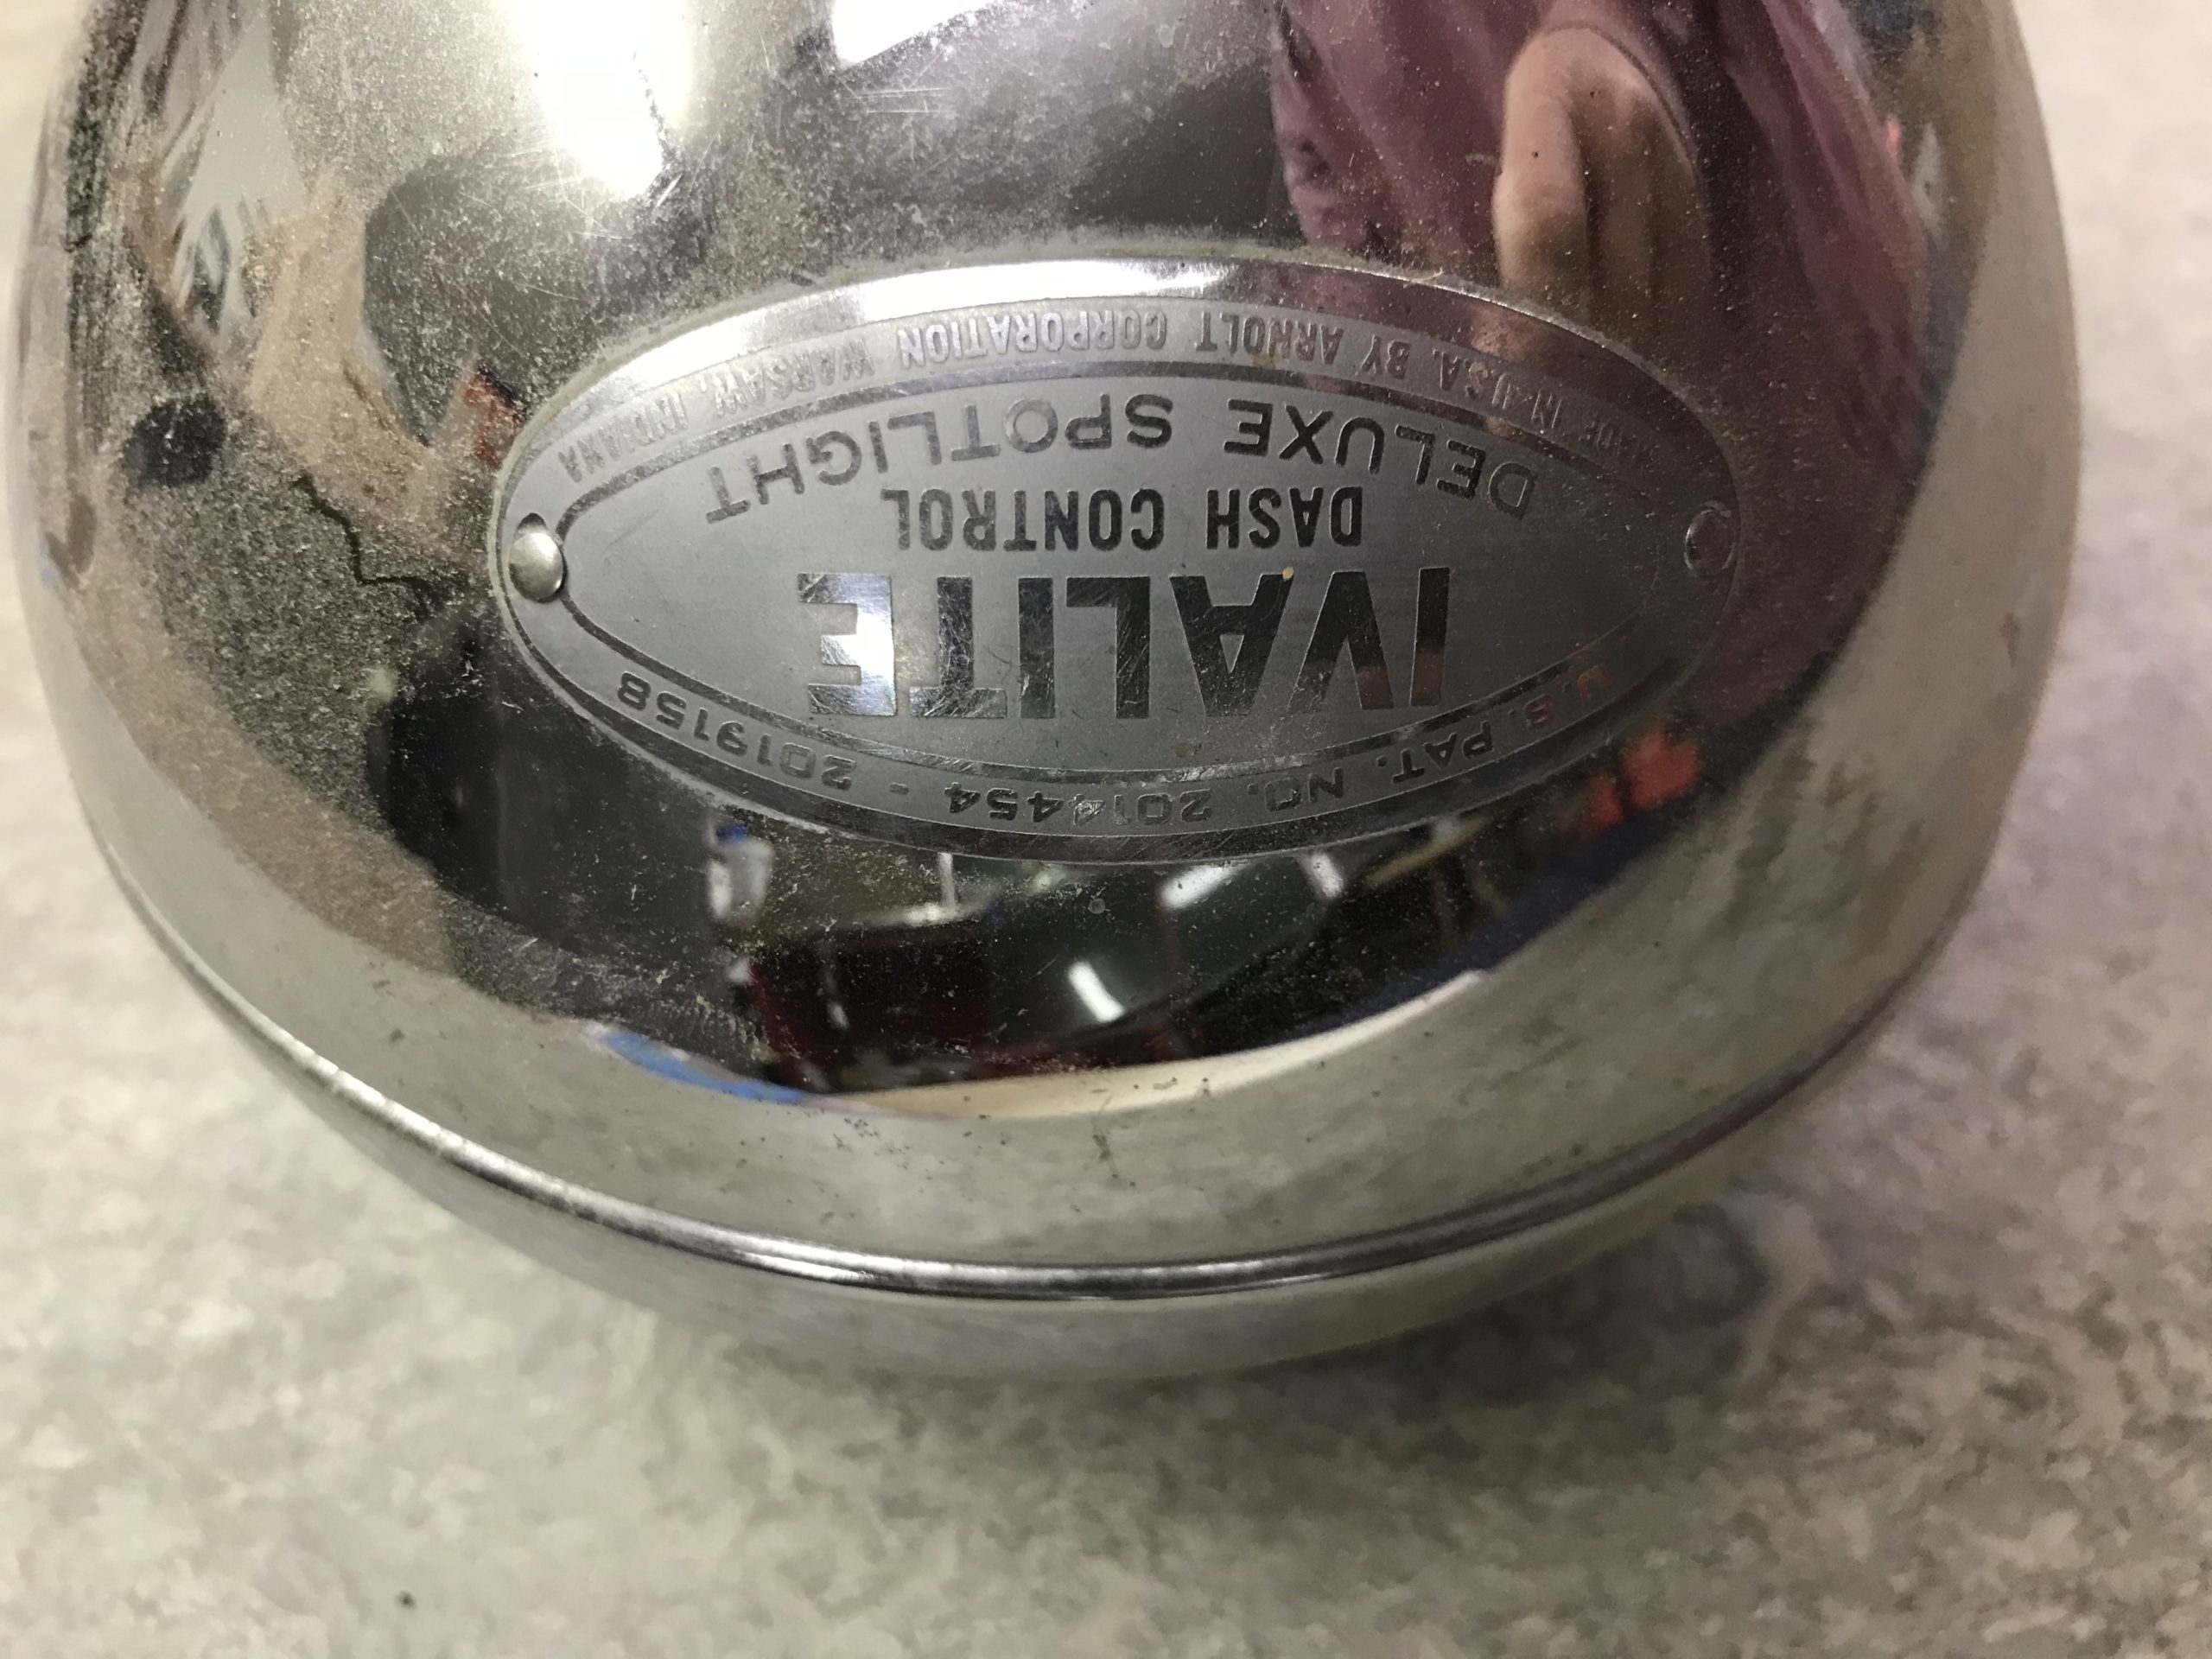 U.S. PAT. NO. 2014454 - 2019158
IVALITE
DASH CONTROL
DELUXE SPOTLIGHT
MADE IN U.S.A. BY ARNOLT CORPORATION WARSAW, INDIANA